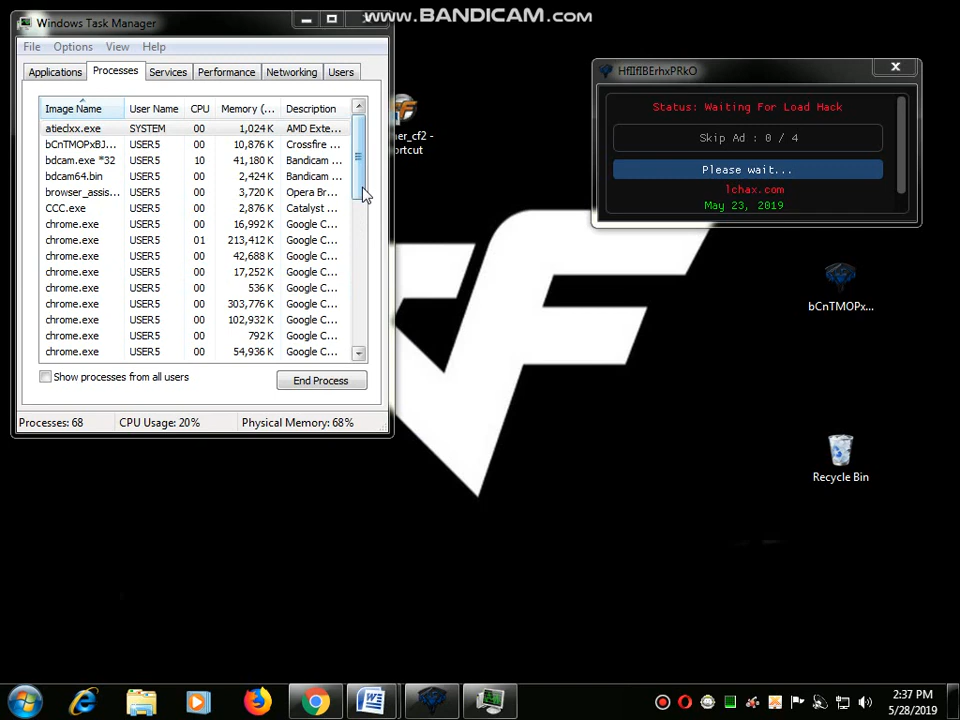 www.BANDICAM.com
Windows Task Manager
File Options View Help
Applications Processes Services Performance Networking Users
Image Name User Name CPU Memory (... Description
atiedxx.exe SYSTEM 00 1,024 K AMD Exte...
bCnTMOPxBJ... USER5 00 10,876 K Crossfire ...
bdcam.exe *32 USER5 10 41,180 K Bandicam ...
bdcam64.bin USER5 00 2,424 K Bandicam ...
browser_assis... USER5 00 3,720 K Opera Br...
CCC.exe USER5 00 2,876 K Catalyst ...
chrome.exe USER5 00 16,992 K Google C...
chrome.exe USER5 01 213,412 K Google C...
chrome.exe USER5 00 42,688 K Google C...
chrome.exe USER5 00 17,252 K Google C...
chrome.exe USER5 00 536 K Google C...
chrome.exe USER5 00 303,776 K Google C...
chrome.exe USER5 00 102,932 K Google C...
chrome.exe USER5 00 792 K Google C...
chrome.exe USER5 00 54,936 K Google C...
Show processes from all users
End Process
Processes: 68 CPU Usage: 20% Physical Memory: 68%
ner_cf2 -
ortcut
Status: Waiting For Load Hack
Skip Ad : 0 / 4
Please wait...
1chax.com
May 23, 2019
bCnTMOPx...
Recycle Bin
2:37 PM
5/28/2019